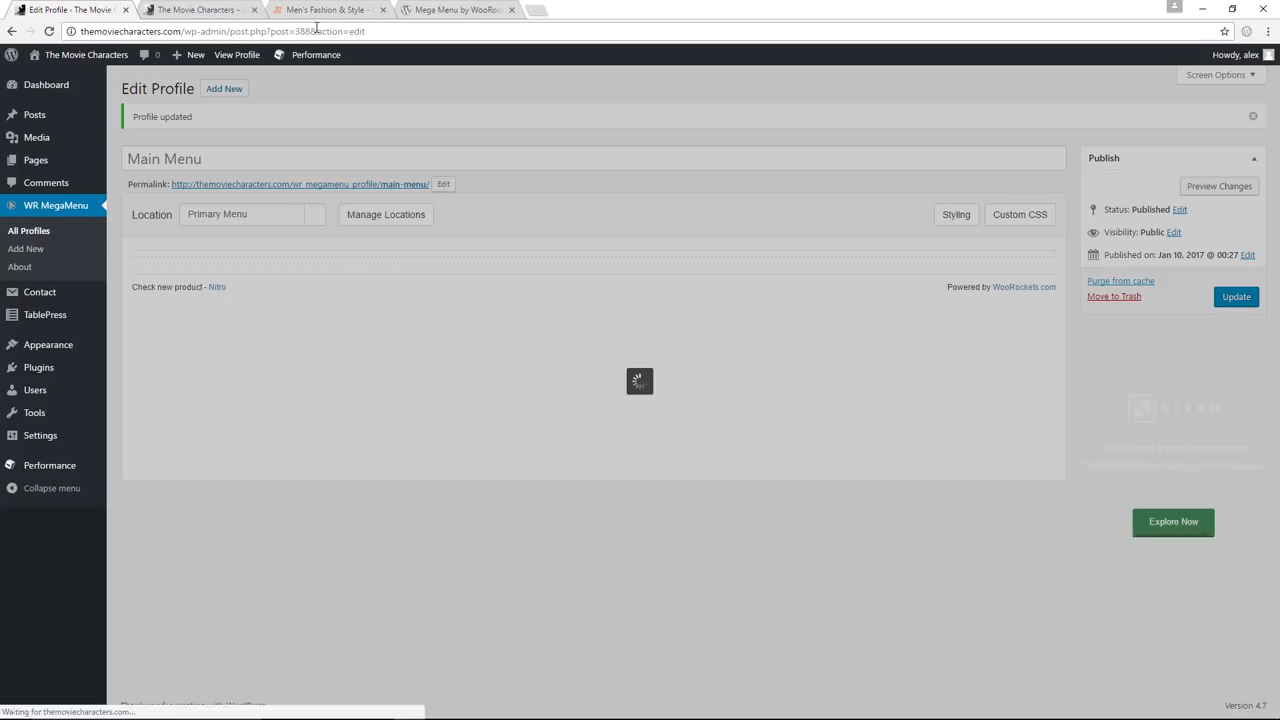 Edit Profile ‹ The Movie C
The Movie Characters –
Men's Fashion & Style -
Mega Menu by WooRock
themoviecharacters.com/wp-admin/post.php?post=388&action=edit
The Movie Characters
0
New
View Profile
Performance
Howdy, alex
Dashboard
Posts
Media
Pages
Comments
WR MegaMenu
All Profiles
Add New
About
Contact
TablePress
Appearance
Plugins
Users
Tools
Settings
Performance
Collapse menu
Edit Profile
Add New
Screen Options
Profile updated
Main Menu
Permalink: http://themoviecharacters.com/wr_megamenu_profile/main-menu/ Edit
Location
Primary Menu
Manage Locations
Styling
Custom CSS
Check new product - Nitro
Powered by WooRockets.com
Publish
Preview Changes
Status: Published Edit
Visibility: Public Edit
Published on: Jan 10, 2017 @ 00:27 Edit
Purge from cache
Move to Trash
Update
Explore Now
Version 4.7
Waiting for themoviecharacters.com...